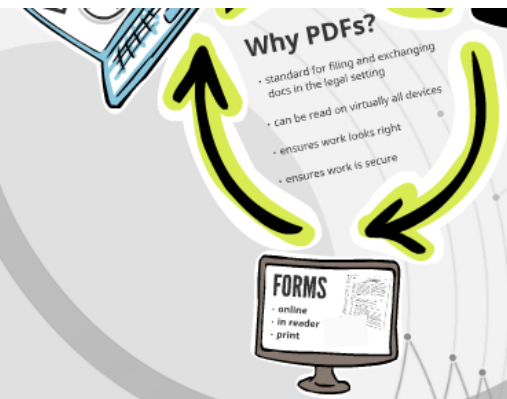 Why PDFs?
- standard for filing and exchanging
docs in the legal setting
- can be read on virtually all devices
- ensures work looks right
- ensures work is secure
FORMS
- online
- in reader
- print